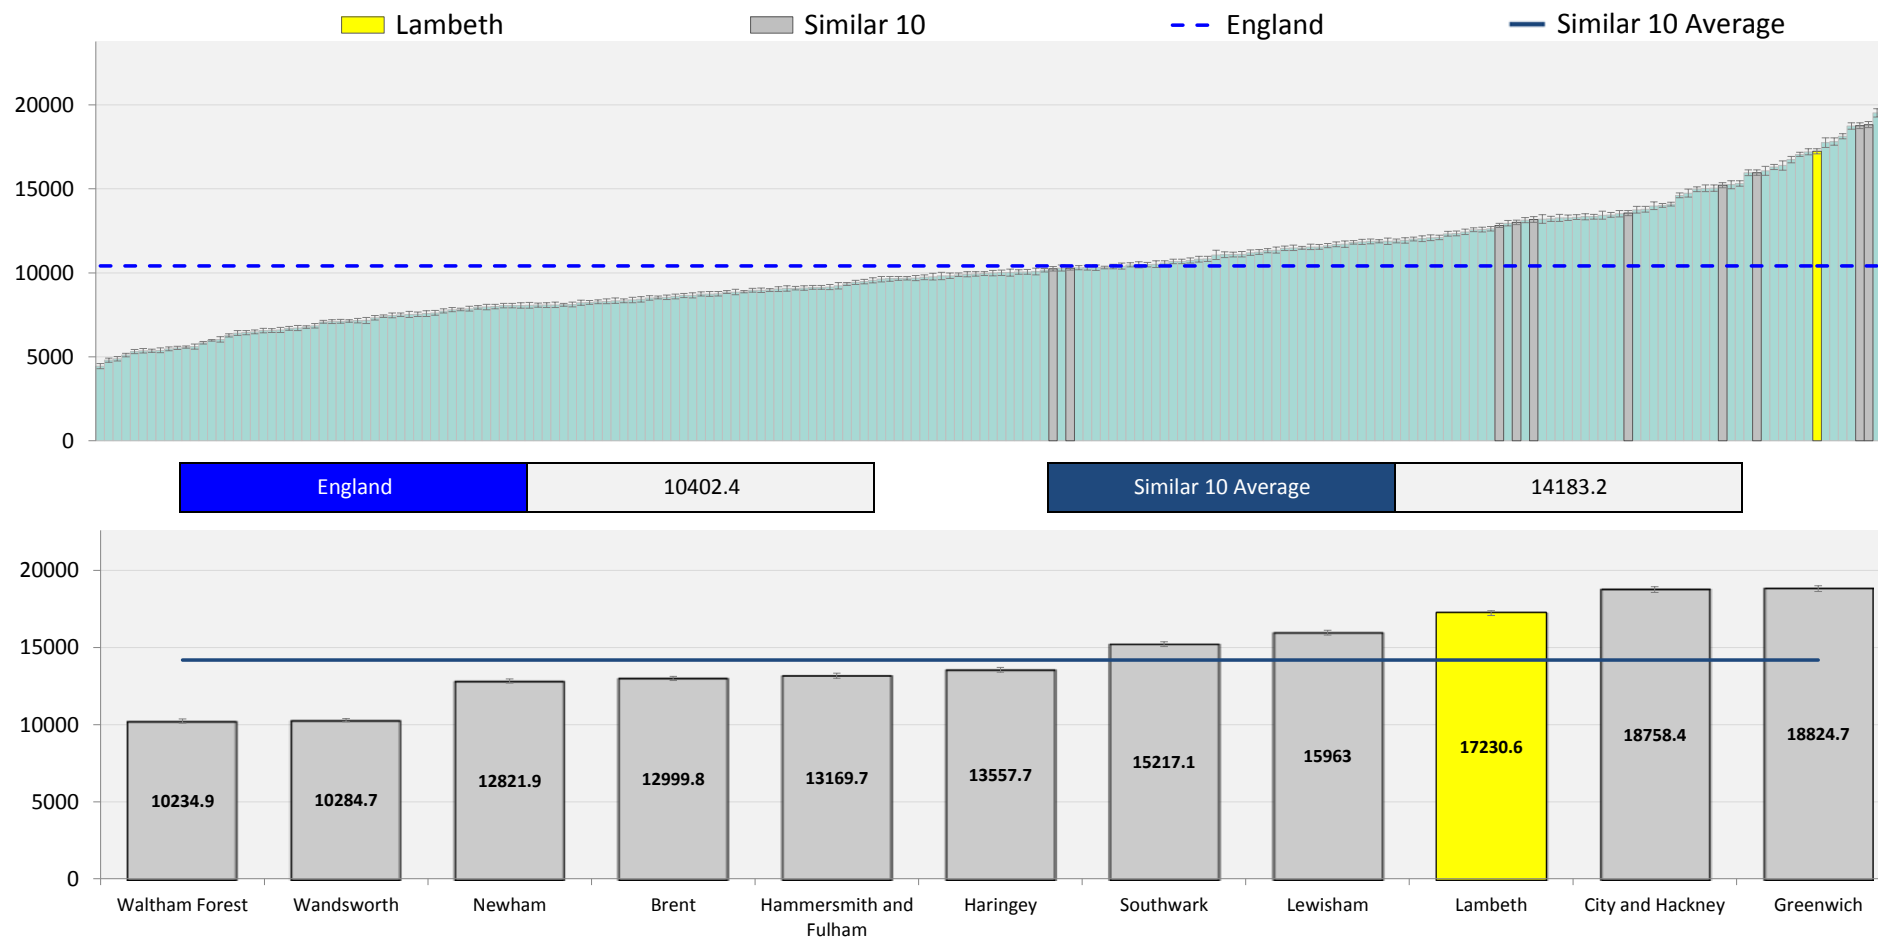 Lambeth Similar 10 England Similar 10 Average
20000
15000
10000
5000
0
England 10402.4 Similar 10 Average 14183.2
20000
15000
10000
5000
0
10234.9 10284.7 12821.9 12999.8 13169.7 13557.7 15217.1 15963 17230.6 18758.4 18824.7
Waltham Forest Wandsworth Newham Brent Hammersmith and Haringey Southwark Lewisham Lambeth City and Hackney Greenwich
Fulham